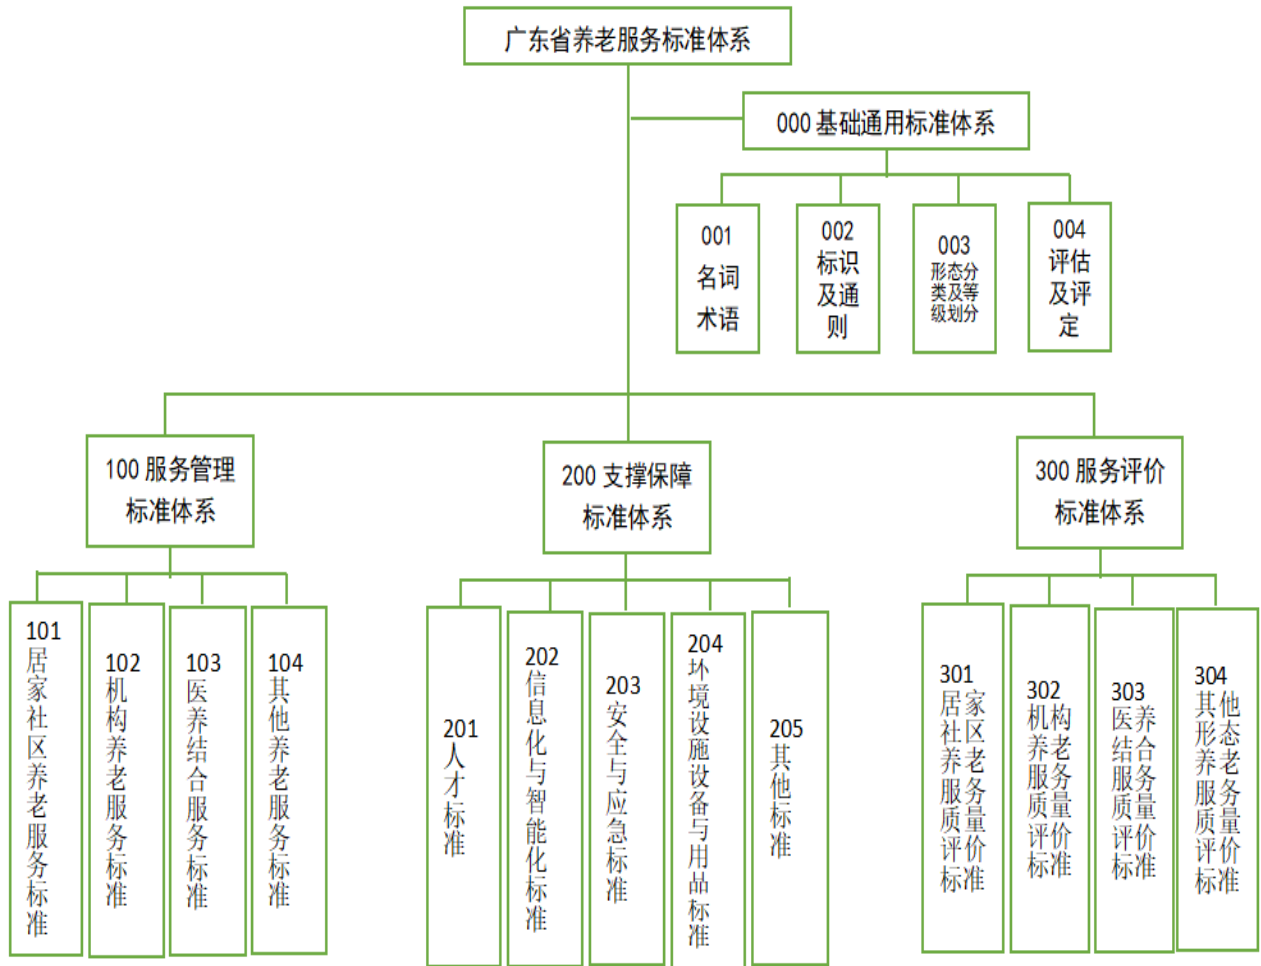 广东省养老服务标准体系
000 基础通用标准体系
001
名词
术语
002
标识
及通
则
003
形态分
类及等
级划分
004
评估
及评
定
100 服务管理
标准体系
200 支撑保障
标准体系
300 服务评价
标准体系
101
居家社区养老服务标准
102
机构养老服务标准
103
医养结合服务标准
104
其他养老服务标准
201
人才标准
202
信息化与智能化标准
203
安全与应急标准
204
环境设施设备与用品标准
205
其他标准
301
居家
社区
养老
服务
质量
评价
标准
302
机构
养老
服务
质量
评价
标准
303
医养
结合
服务
质量
评价
标准
304
其他
形态
养老
服务
质量
评价
标准